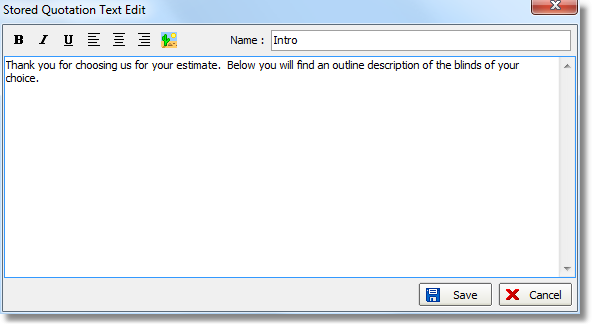 Stored Quotation Text Edit
B I U Name : Intro
Thank you for choosing us for your estimate.  Below you will find an outline description of the blinds of your
choice.
Save Cancel